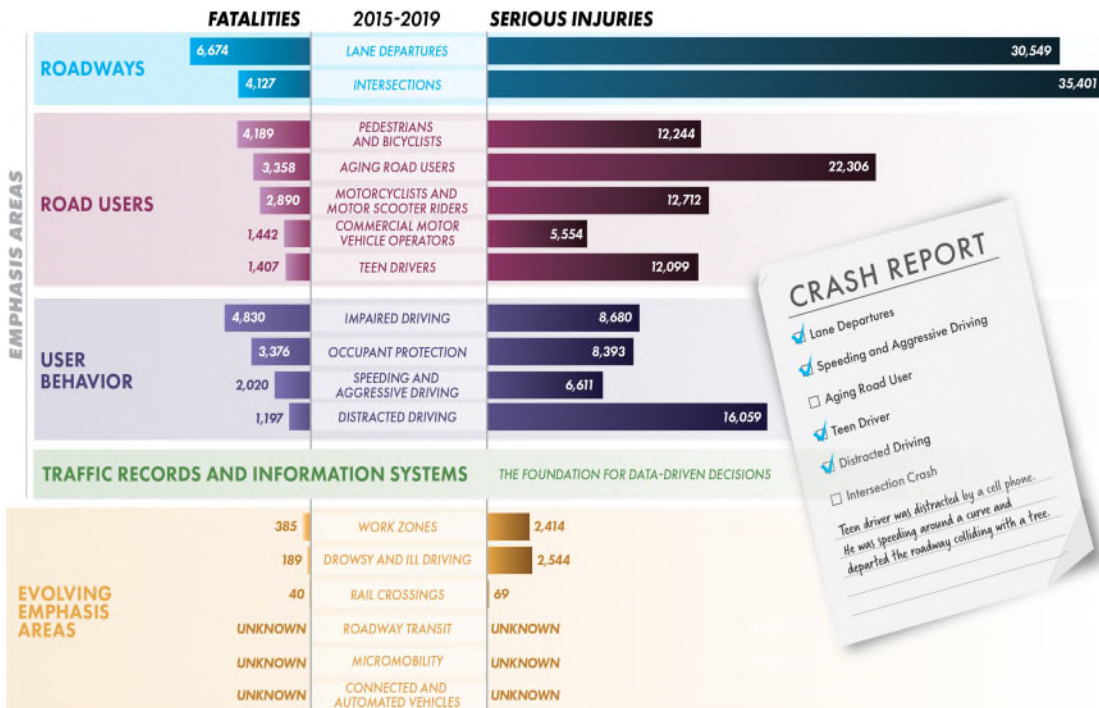 FATALITIES 2015-2019 SERIOUS INJURIES
EMPHASIS AREAS
ROADWAYS
6,674 LANE DEPARTURES 30,549
4,127 INTERSECTIONS 35,401
ROAD USERS
4,189 PEDESTRIANS
AND BICYCLISTS 12,244
3,358 AGING ROAD USERS 22,306
2,890 MOTORCYCLISTS AND
MOTOR SCOOTER RIDERS 12,712
1,442 COMMERCIAL MOTOR
VEHICLE OPERATORS 5,554
1,407 TEEN DRIVERS 12,099
USER
BEHAVIOR
4,830 IMPAIRED DRIVING 8,680
3,376 OCCUPANT PROTECTION 8,393
2,020 SPEEDING AND
AGGRESSIVE DRIVING 6,611
1,197 DISTRACTED DRIVING 16,059
TRAFFIC RECORDS AND INFORMATION SYSTEMS THE FOUNDATION FOR DATA-DRIVEN DECISIONS
EVOLVING
EMPHASIS
AREAS
385 WORK ZONES 2,414
189 DROWSY AND ILL DRIVING 2,544
40 RAIL CROSSINGS 69
UNKNOWN ROADWAY TRANSIT UNKNOWN
UNKNOWN MICROMOBILITY UNKNOWN
UNKNOWN CONNECTED AND
AUTOMATED VEHICLES UNKNOWN
CRASH REPORT
Lane Departures
Speeding and Aggressive Driving
Aging Road User
Teen Driver
Distracted Driving
Intersection Crash
Teen driver was distracted by a cell phone.
He was speeding around a curve and
departed the roadway colliding with a tree.